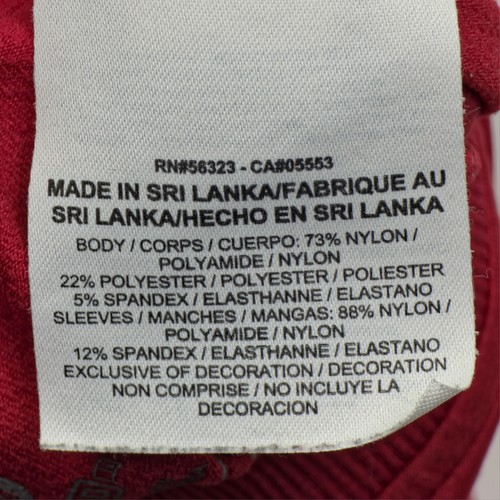 RN#56323 - CA#05553
MADE IN SRI LANKA/FABRIQUE AU
SRI LANKA/HECHO EN SRI LANKA
BODY / CORPS / CUERPO: 73% NYLON /
POLYAMIDE / NYLON
22% POLYESTER / POLYESTER / POLIESTER
5% SPANDEX / ELASTHANNE / ELASTANO
SLEEVES / MANCHES / MANGAS: 88% NYLON /
POLYAMIDE / NYLON
12% SPANDEX / ELASTHANNE / ELASTANO
EXCLUSIVE OF DECORATION / DECORATION
NON COMPRISE / NO INCLUYE LA
DECORACION